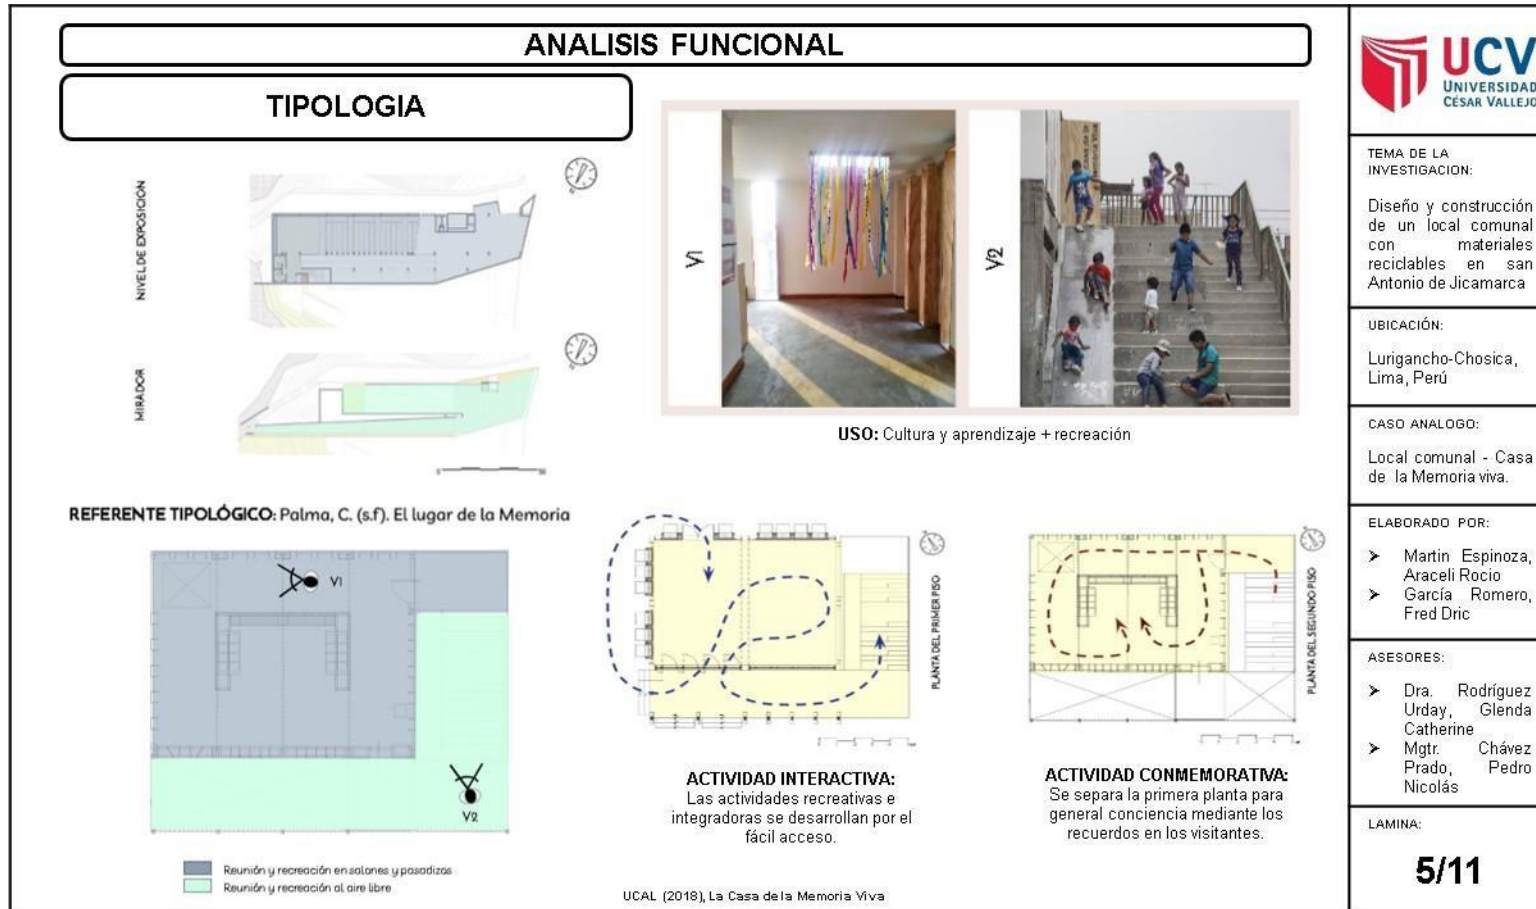 ANALISIS FUNCIONAL
TIPOLOGIA
NIVEL DE EXPOSICIÓN
MIRADOR
V1
V2
USO: Cultura y aprendizaje + recreación
REFERENTE TIPOLÓGICO: Palma, C. (s.f). El lugar de la Memoria
V1
V2
Reunión y recreación en salones y pasadizos
Reunión y recreación al aire libre
PLANTA DEL PRIMER PISO
ACTIVIDAD INTERACTIVA:
Las actividades recreativas e
integradoras se desarrollan por el
fácil acceso.
PLANTA DEL SEGUNDO PISO
ACTIVIDAD CONMEMORATIVA:
Se separa la primera planta para
general conciencia mediante los
recuerdos en los visitantes.
UCAL (2018), La Casa de la Memoria Viva
UCV
UNIVERSIDAD
CÉSAR VALLEJO
TEMA DE LA
INVESTIGACION:
Diseño y construcción
de un local comunal
con materiales
reciclables en san
Antonio de Jicamarca
UBICACIÓN:
Lurigancho-Chosica,
Lima, Perú
CASO ANALOGO:
Local comunal - Casa
de la Memoria viva.
ELABORADO POR:
➤ Martin Espinoza,
Araceli Rocio
➤ García Romero,
Fred Dric
ASESORES:
➤ Dra. Rodríguez
Urday, Glenda
Catherine
➤ Mgtr. Chávez
Prado, Pedro
Nicolás
LAMINA:
5/11